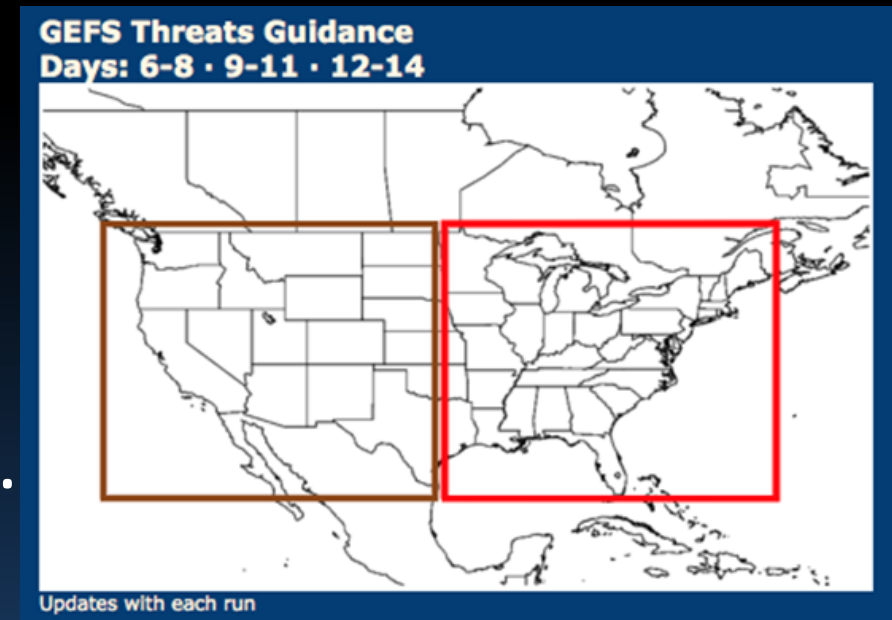 GEFS Threats Guidance
Days: 6-8 · 9-11 · 12-14
Updates with each run